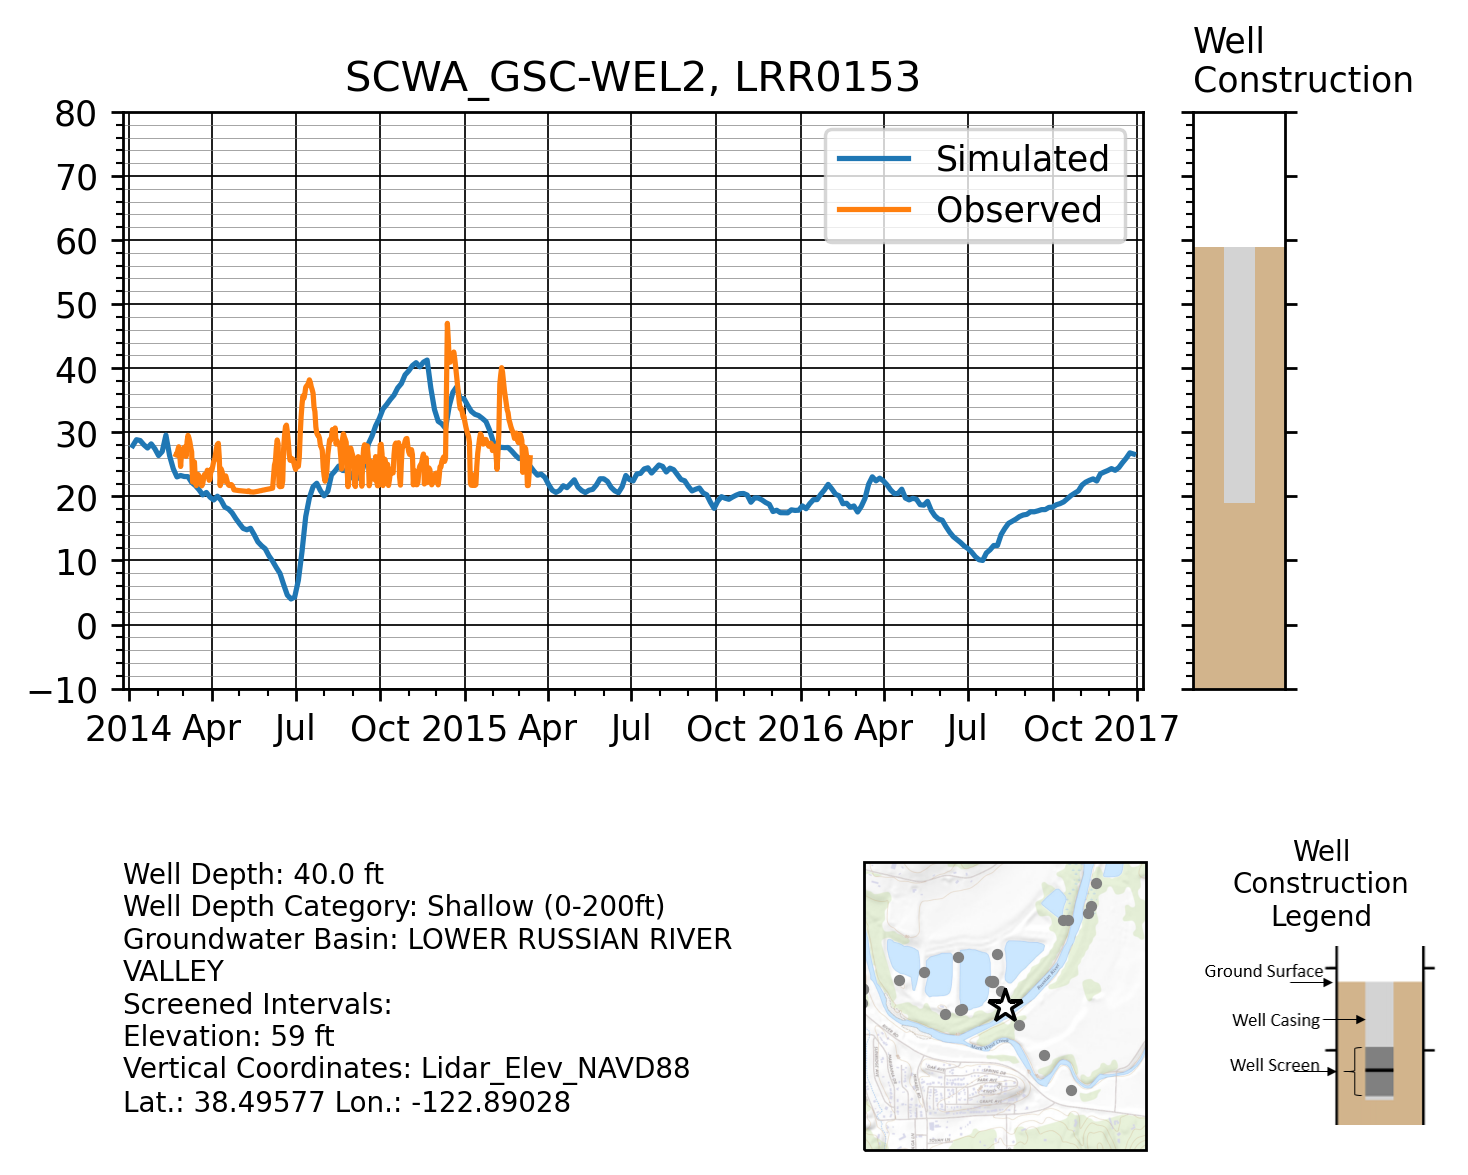 Well
Construction
SCWA_GSC-WEL2, LRR0153
80
70
60
50
40
30
20
10
0
−10
Simulated
Observed
2014 Apr Jul Oct 2015 Apr Jul Oct 2016 Apr Jul Oct 2017
Well Depth: 40.0 ft
Well Depth Category: Shallow (0-200ft)
Groundwater Basin: LOWER RUSSIAN RIVER
VALLEY
Screened Intervals:
Elevation: 59 ft
Vertical Coordinates: Lidar_Elev_NAVD88
Lat.: 38.49577 Lon.: -122.89028
Well
Construction
Legend
Ground Surface
Well Casing
Well Screen